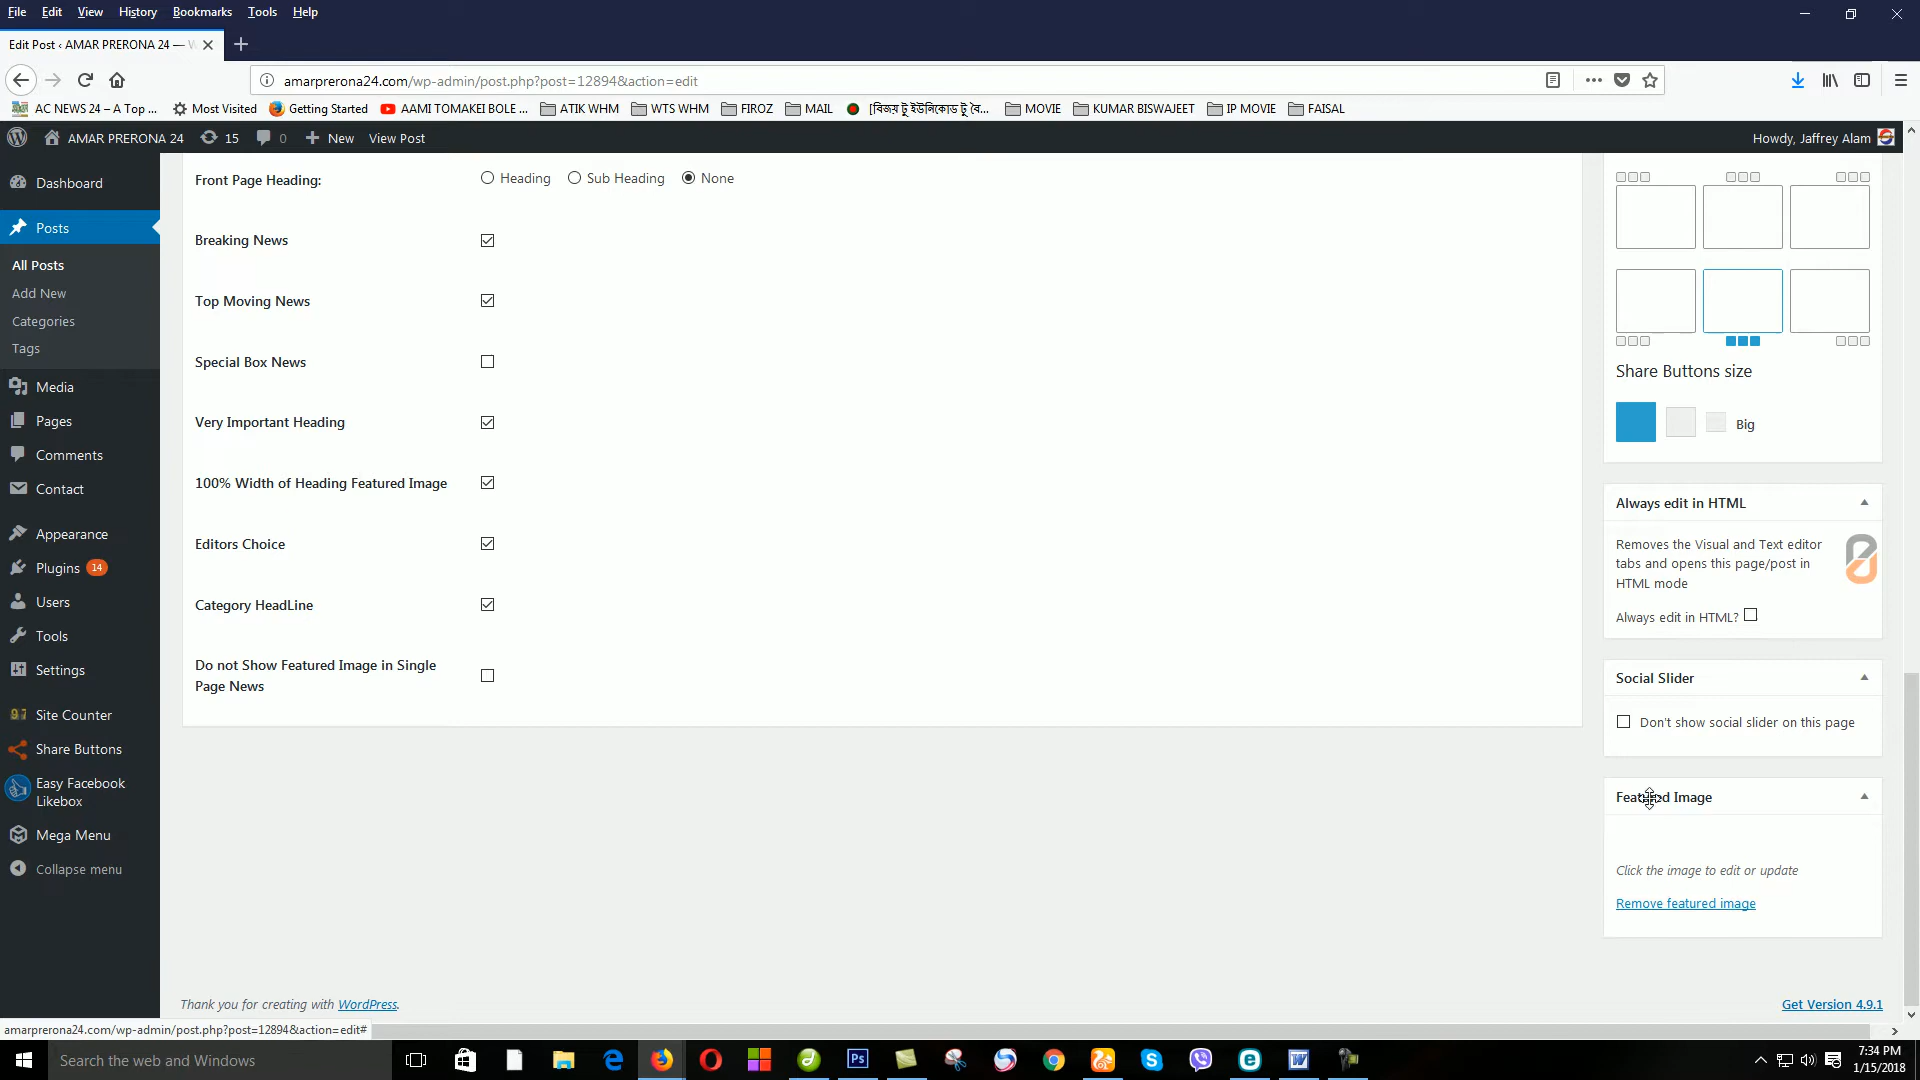 File Edit View History Bookmarks Tools Help
Edit Post ‹ AMAR PRERONA 24 — W
amarprerona24.com/wp-admin/post.php?post=12894&action=edit
AC NEWS 24 – A Top ... Most Visited Getting Started AAMI TOMAKEI BOLE ... ATIK WHM WTS WHM FIROZ MAIL [বিজয় টু ইউনিকোড টু বৈ... MOVIE KUMAR BISWAJEET IP MOVIE FAISAL
AMAR PRERONA 24 15 0 New View Post Howdy, Jaffrey Alam
Dashboard
Posts
All Posts
Add New
Categories
Tags
Media
Pages
Comments
Contact
Appearance
Plugins 14
Users
Tools
Settings
Site Counter
Share Buttons
Easy Facebook
Likebox
Mega Menu
Collapse menu
Front Page Heading: Heading Sub Heading None
Breaking News
Top Moving News
Special Box News
Very Important Heading
100% Width of Heading Featured Image
Editors Choice
Category HeadLine
Do not Show Featured Image in Single
Page News
Share Buttons size
Big
Always edit in HTML
Removes the Visual and Text editor
tabs and opens this page/post in
HTML mode
Always edit in HTML?
Social Slider
Don't show social slider on this page
Featured Image
Click the image to edit or update
Remove featured image
Thank you for creating with WordPress. Get Version 4.9.1
amarprerona24.com/wp-admin/post.php?post=12894&action=edit#
Search the web and Windows
7:34 PM
1/15/2018